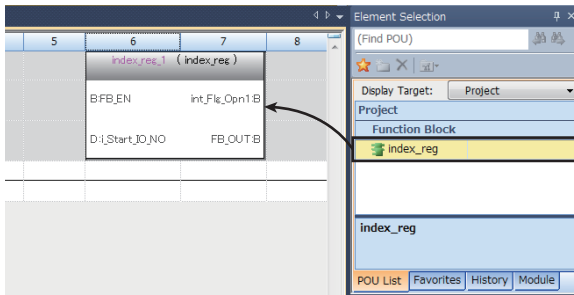 Element Selection
5 6 7 8
(Find POU)
index_reg_1 (index_reg)
Display Target: Project
Project
B:FB_EN int_Flg_Opn1:B
Function Block
D:i_Start_IO_NO FB_OUT:B
index_reg
index_reg
POU List Favorites History Module